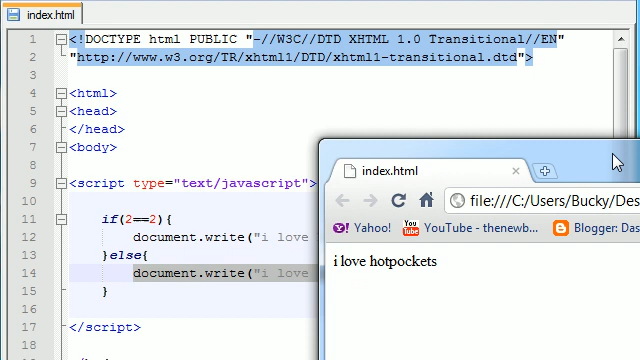 index.html
1 <!DOCTYPE html PUBLIC "-//W3C//DTD XHTML 1.0 Transitional//EN"
2 "http://www.w3.org/TR/xhtml1/DTD/xhtml1-transitional.dtd">
3
4 <html>
5 <head>
6 </head>
7 <body>
8
9 <script type="text/javascript">
10
11 if(2==2){
12 document.write("i love
13 }else{
14 document.write("i love
15 }
16
17 </script>
18
index.html
file:///C:/Users/Bucky/Des
Yahoo!
You Tube
YouTube - thenewb...
Blogger: Das
i love hotpockets